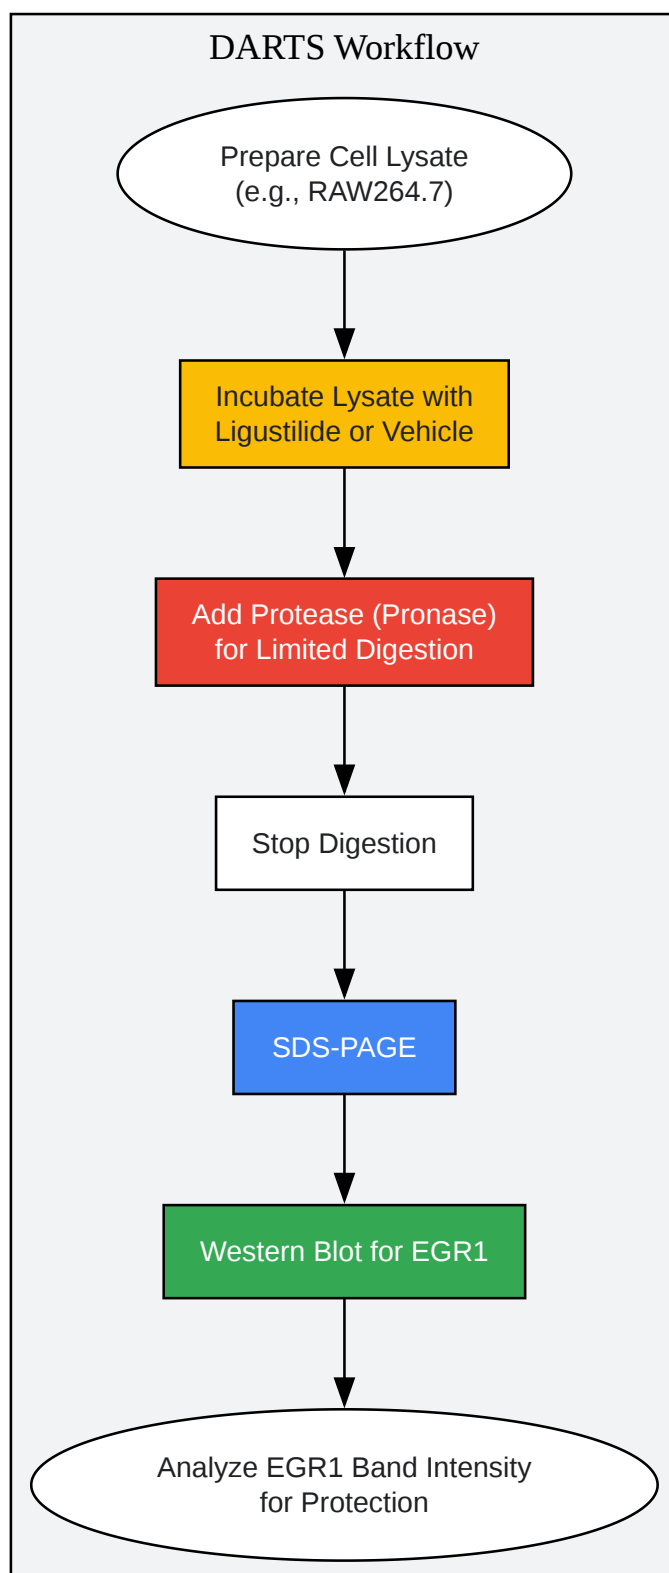 DARTS Workflow
Prepare Cell Lysate
(e.g., RAW264.7)
Incubate Lysate with
Ligustilide or Vehicle
Add Protease (Pronase)
for Limited Digestion
Stop Digestion
SDS-PAGE
Western Blot for EGR1
Analyze EGR1 Band Intensity
for Protection